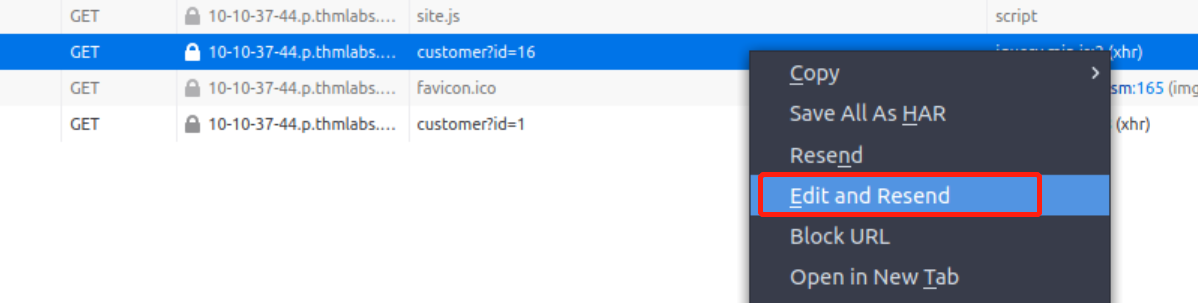 GET 10-10-37-44.p.thmlabs.... site.js script
GET 10-10-37-44.p.thmlabs.... customer?id=16 (xhr)
GET 10-10-37-44.p.thmlabs.... favicon.ico sm:165 (img
GET 10-10-37-44.p.thmlabs.... customer?id=1 (xhr)
Copy
Save All As HAR
Resend
Edit and Resend
Block URL
Open in New Tab